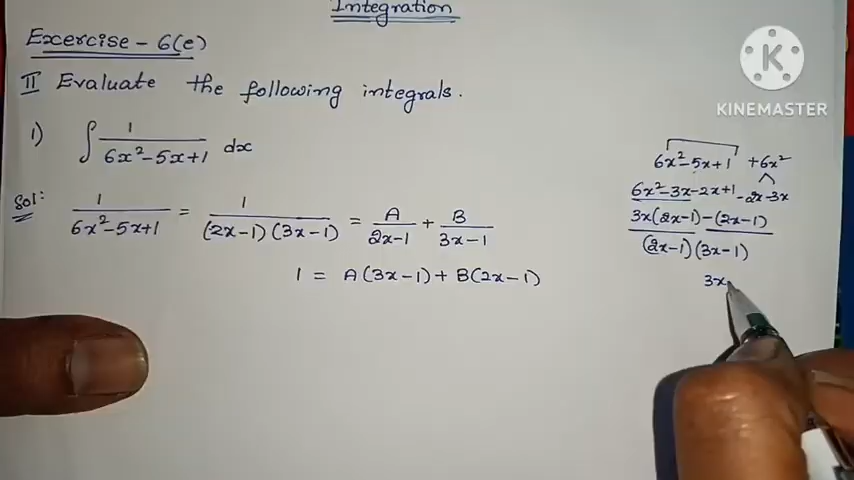 Integration
Exercise - 6(e)
II Evaluate the following integrals.
1) ∫ 1/(6x²-5x+1) dx
Sol: 1/(6x²-5x+1) = 1/((2x-1)(3x-1)) = A/(2x-1) + B/(3x-1)
1 = A(3x-1) + B(2x-1)
6x²-5x+1 +6x²
6x²-3x-2x+1 -2x -3x
3x(2x-1)-(2x-1)
(2x-1)(3x-1)
3x
K
KINEMASTER